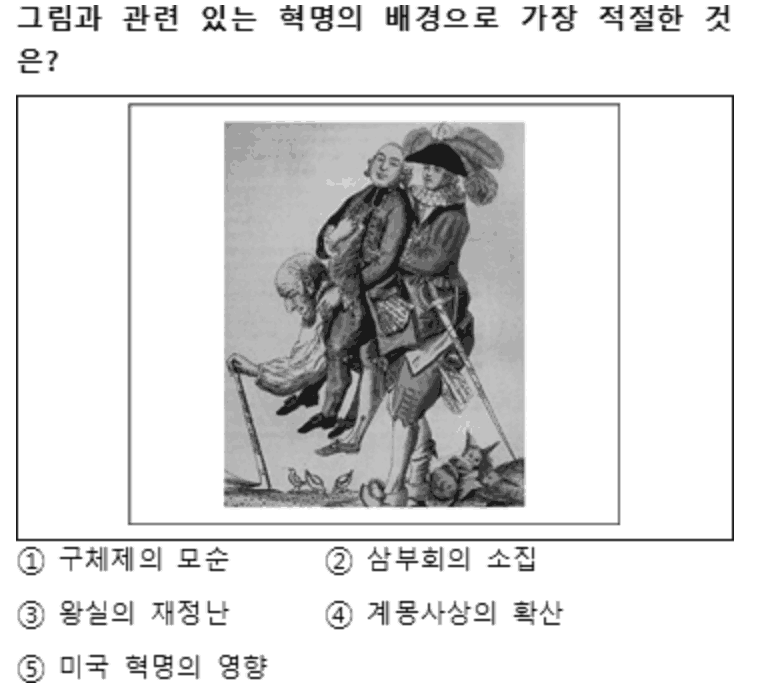 그림과 관련 있는 혁명의 배경으로 가장 적절한 것
은?
① 구체제의 모순 ② 삼부회의 소집
③ 왕실의 재정난 ④ 계몽사상의 확산
⑤ 미국 혁명의 영향